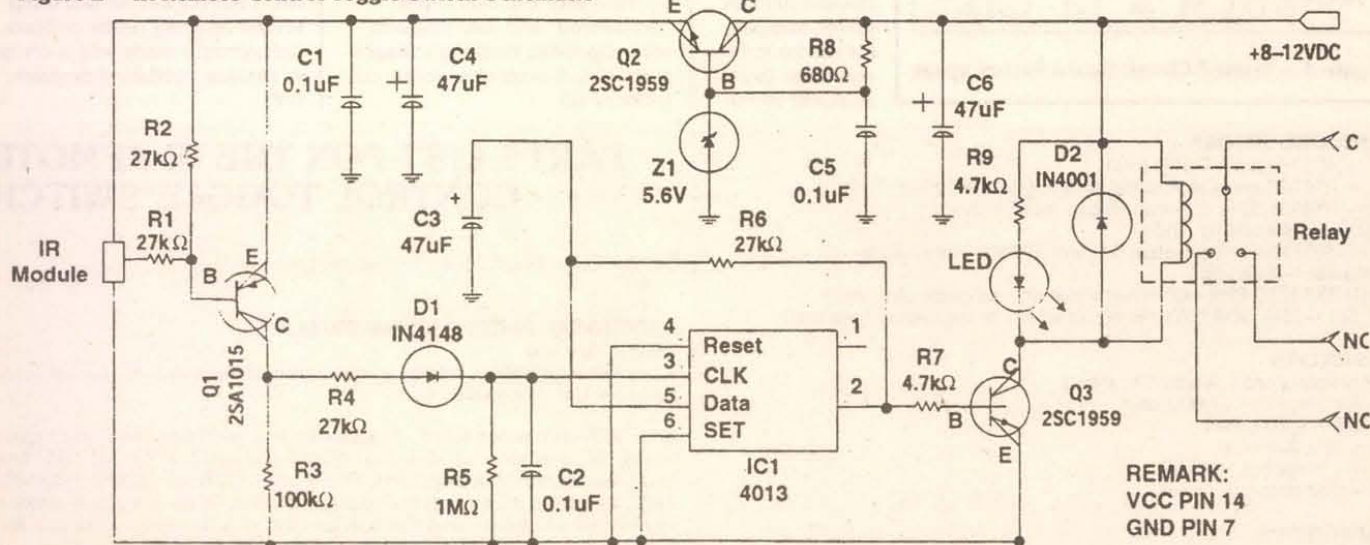 E
C
Q2
2SC1959
B
R8
680Ω
+8–12VDC
C1
0.1uF
C4
47uF
+
R2
27kΩ
R1
27kΩ
IR
Module
B
E
C
Q1
2SA1015
Z1
5.6V
C5
0.1uF
C6
47uF
+
R9
4.7kΩ
D2
IN4001
C
Relay
C3
47uF
+
R6
27kΩ
LED
D1
IN4148
R4
27kΩ
R3
100kΩ
R5
1MΩ
C2
0.1uF
4
3
5
6
Reset
CLK
Data
SET
1
2
IC1
4013
R7
4.7kΩ
B
C
E
Q3
2SC1959
NC
NC
REMARK:
VCC PIN 14
GND PIN 7